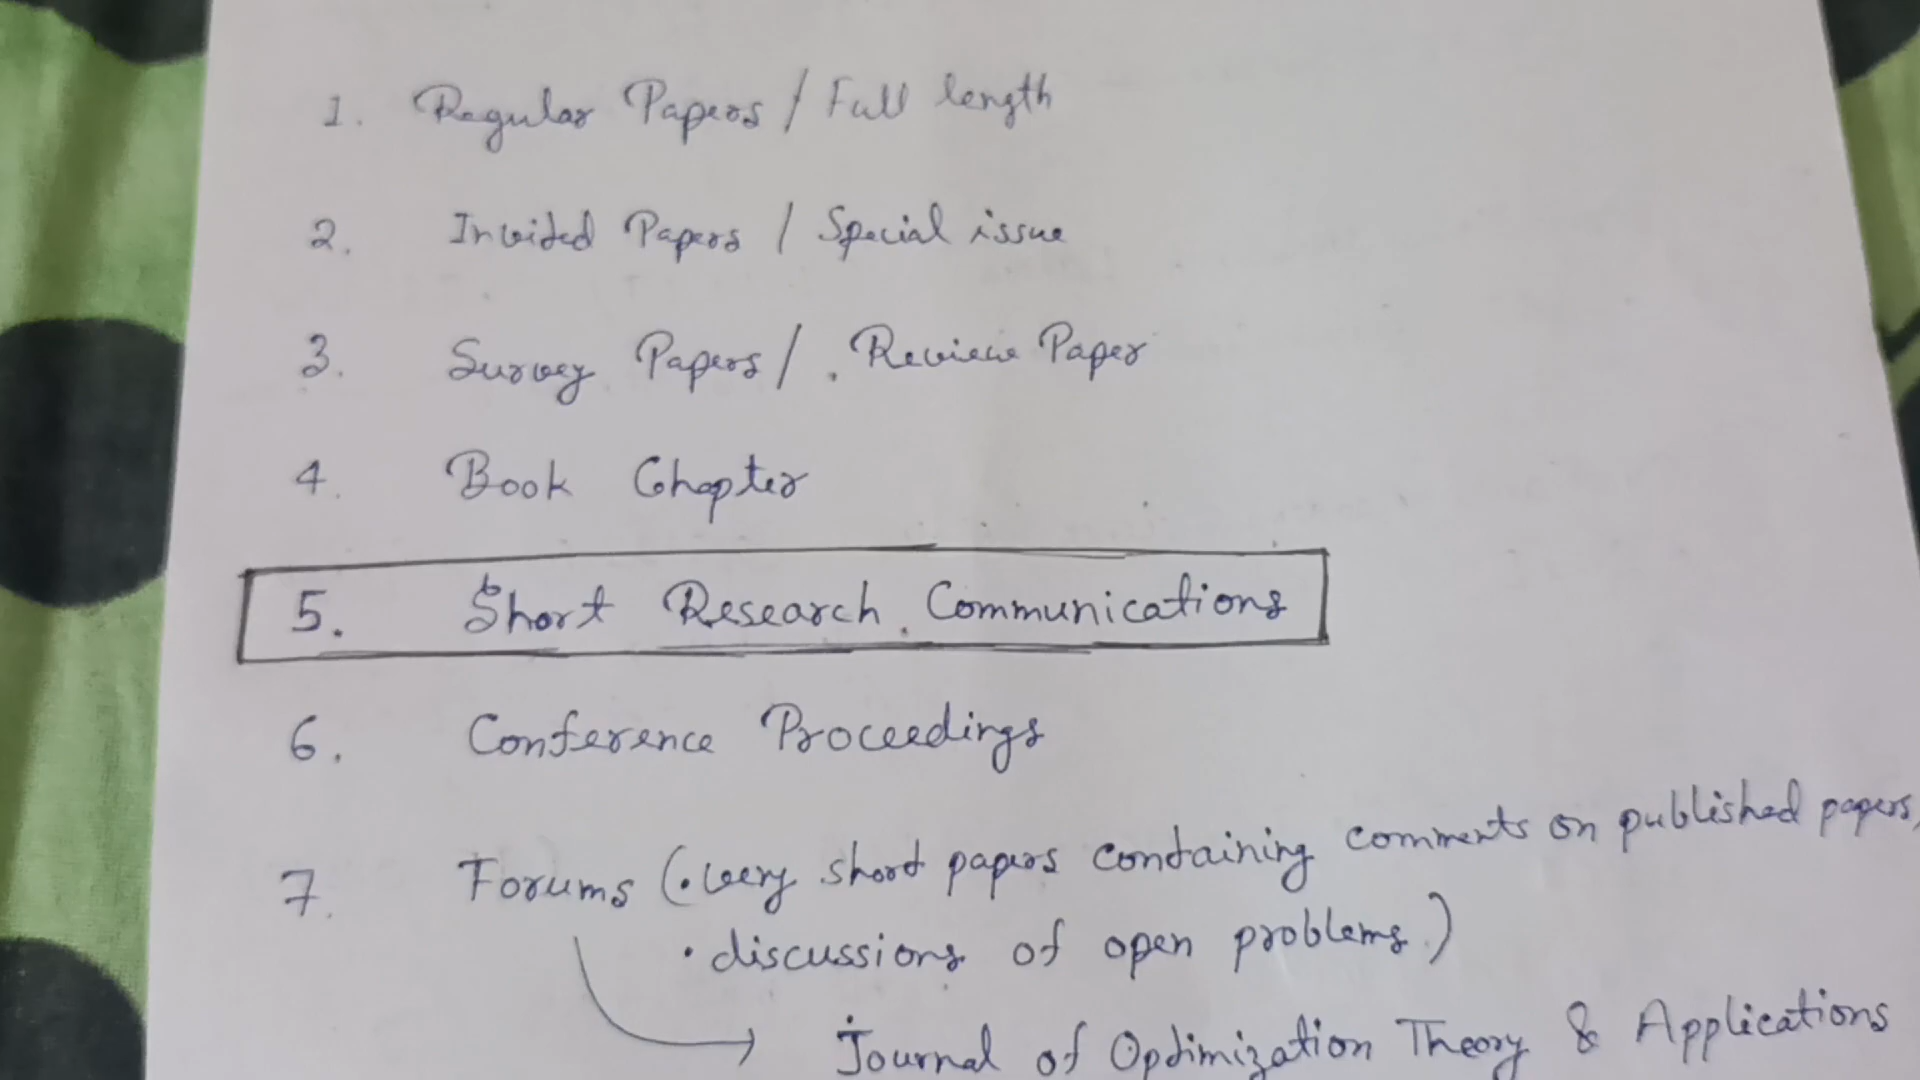 1. Regular Papers / Full length
2. Invited Papers / Special issue
3. Survey Papers / Review Paper
4. Book Chapter
5. Short Research Communications
6. Conference Proceedings
7. Forums (• very short papers containing comments on published papers,
• discussions of open problems.)
Journal of Optimization Theory & Applications